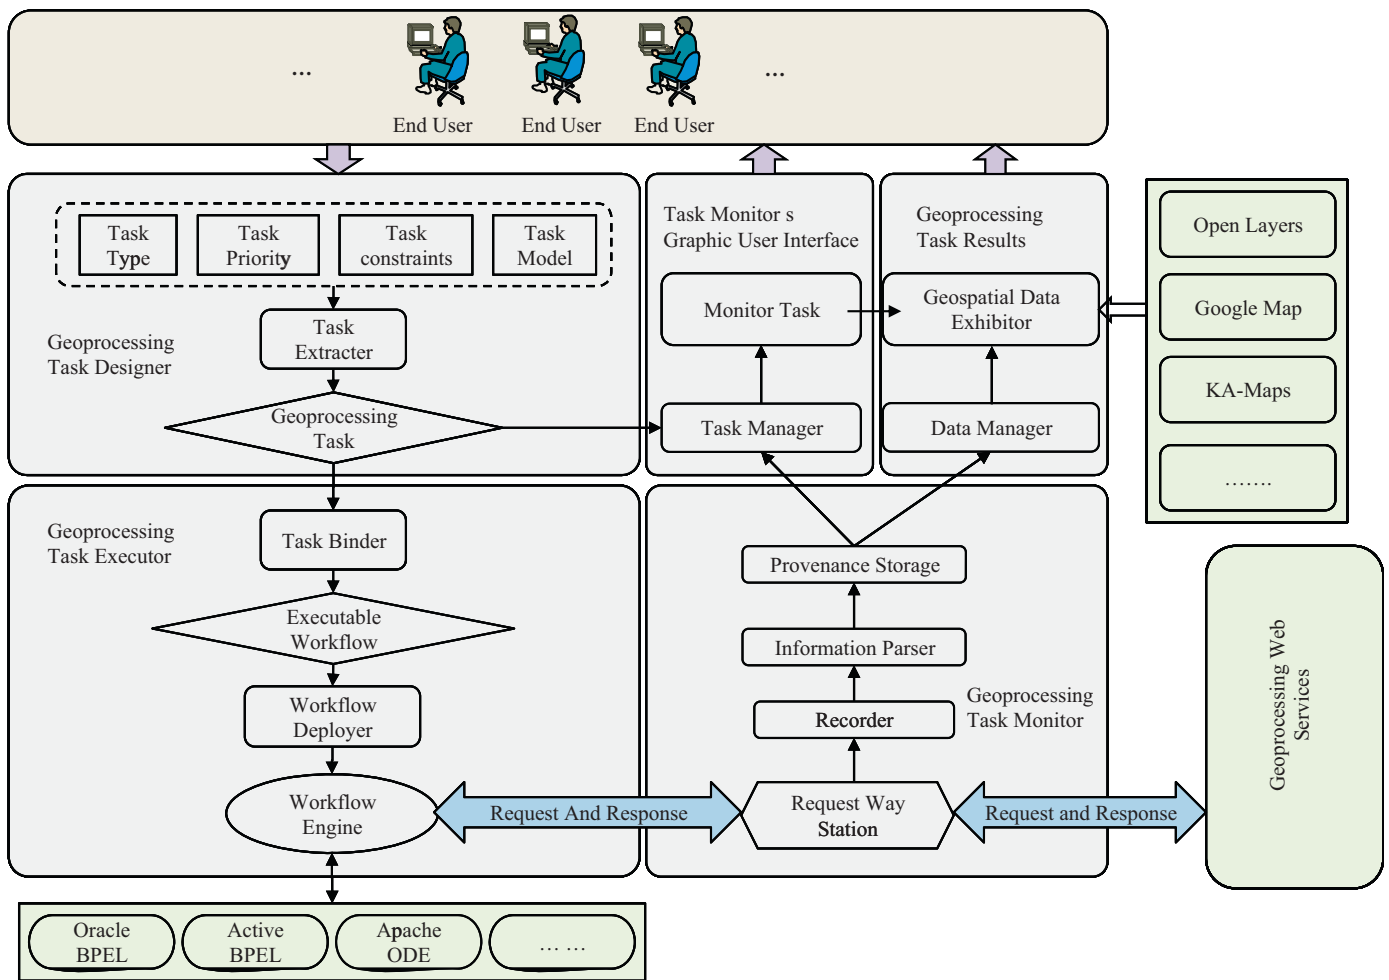 ...
...
End User
End User
End User
Task
Type
Task
Priority
Task
constraints
Task
Model
Task
Extracter
Geoprocessing
Task Designer
Geoprocessing
Task
Task Monitor s
Graphic User Interface
Monitor Task
Task Manager
Geoprocessing
Task Results
Geospatial Data
Exhibitor
Data Manager
Open Layers
Google Map
KA-Maps
.......
Geoprocessing
Task Executor
Task Binder
Executable
Workflow
Workflow
Deployer
Workflow
Engine
Request And Response
Provenance Storage
Information Parser
Recorder
Geoprocessing
Task Monitor
Request Way
Station
Request and Response
Geoprocessing Web
Services
Oracle
BPEL
Active
BPEL
Apache
ODE
... ...